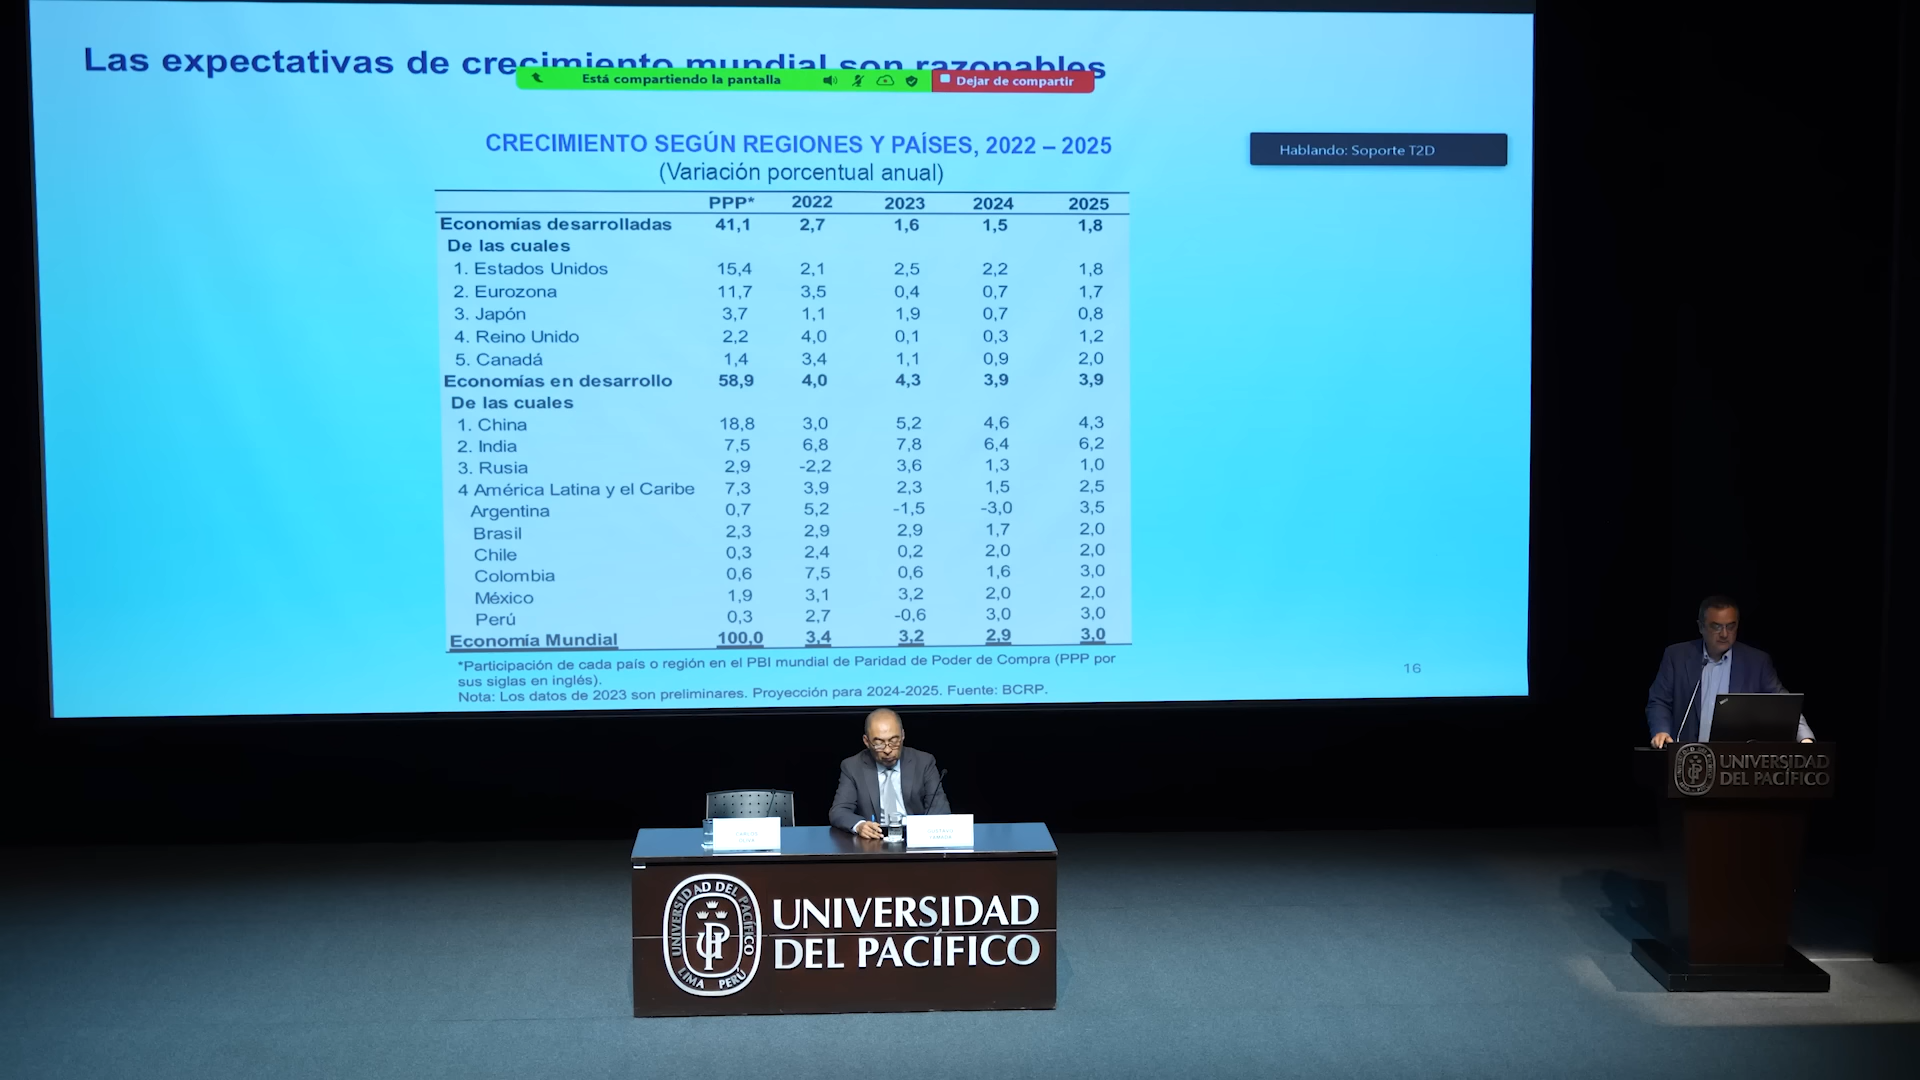 Las expectativas de crecimiento mundial son razonables
Está compartiendo la pantalla
Dejar de compartir
CRECIMIENTO SEGÚN REGIONES Y PAÍSES, 2022 – 2025
(Variación porcentual anual)
Hablando: Soporte T2D
PPP* 2022 2023 2024 2025
Economías desarrolladas 41,1 2,7 1,6 1,5 1,8
De las cuales
1. Estados Unidos 15,4 2,1 2,5 2,2 1,8
2. Eurozona 11,7 3,5 0,4 0,7 1,7
3. Japón 3,7 1,1 1,9 0,7 0,8
4. Reino Unido 2,2 4,0 0,1 0,3 1,2
5. Canadá 1,4 3,4 1,1 0,9 2,0
Economías en desarrollo 58,9 4,0 4,3 3,9 3,9
De las cuales
1. China 18,8 3,0 5,2 4,6 4,3
2. India 7,5 6,8 7,8 6,4 6,2
3. Rusia 2,9 -2,2 3,6 1,3 1,0
4 América Latina y el Caribe 7,3 3,9 2,3 1,5 2,5
Argentina 0,7 5,2 -1,5 -3,0 3,5
Brasil 2,3 2,9 2,9 1,7 2,0
Chile 0,3 2,4 0,2 2,0 2,0
Colombia 0,6 7,5 0,6 1,6 3,0
México 1,9 3,1 3,2 2,0 2,0
Perú 0,3 2,7 -0,6 3,0 3,0
Economía Mundial 100,0 3,4 3,2 2,9 3,0
*Participación de cada país o región en el PBI mundial de Paridad de Poder de Compra (PPP por
sus siglas en inglés).
Nota: Los datos de 2023 son preliminares. Proyección para 2024-2025. Fuente: BCRP.
16
UNIVERSIDAD
DEL PACÍFICO
UNIVERSIDAD DEL PACÍFICO
LIMA PERÚ
UP
UNIVERSIDAD
DEL PACÍFICO